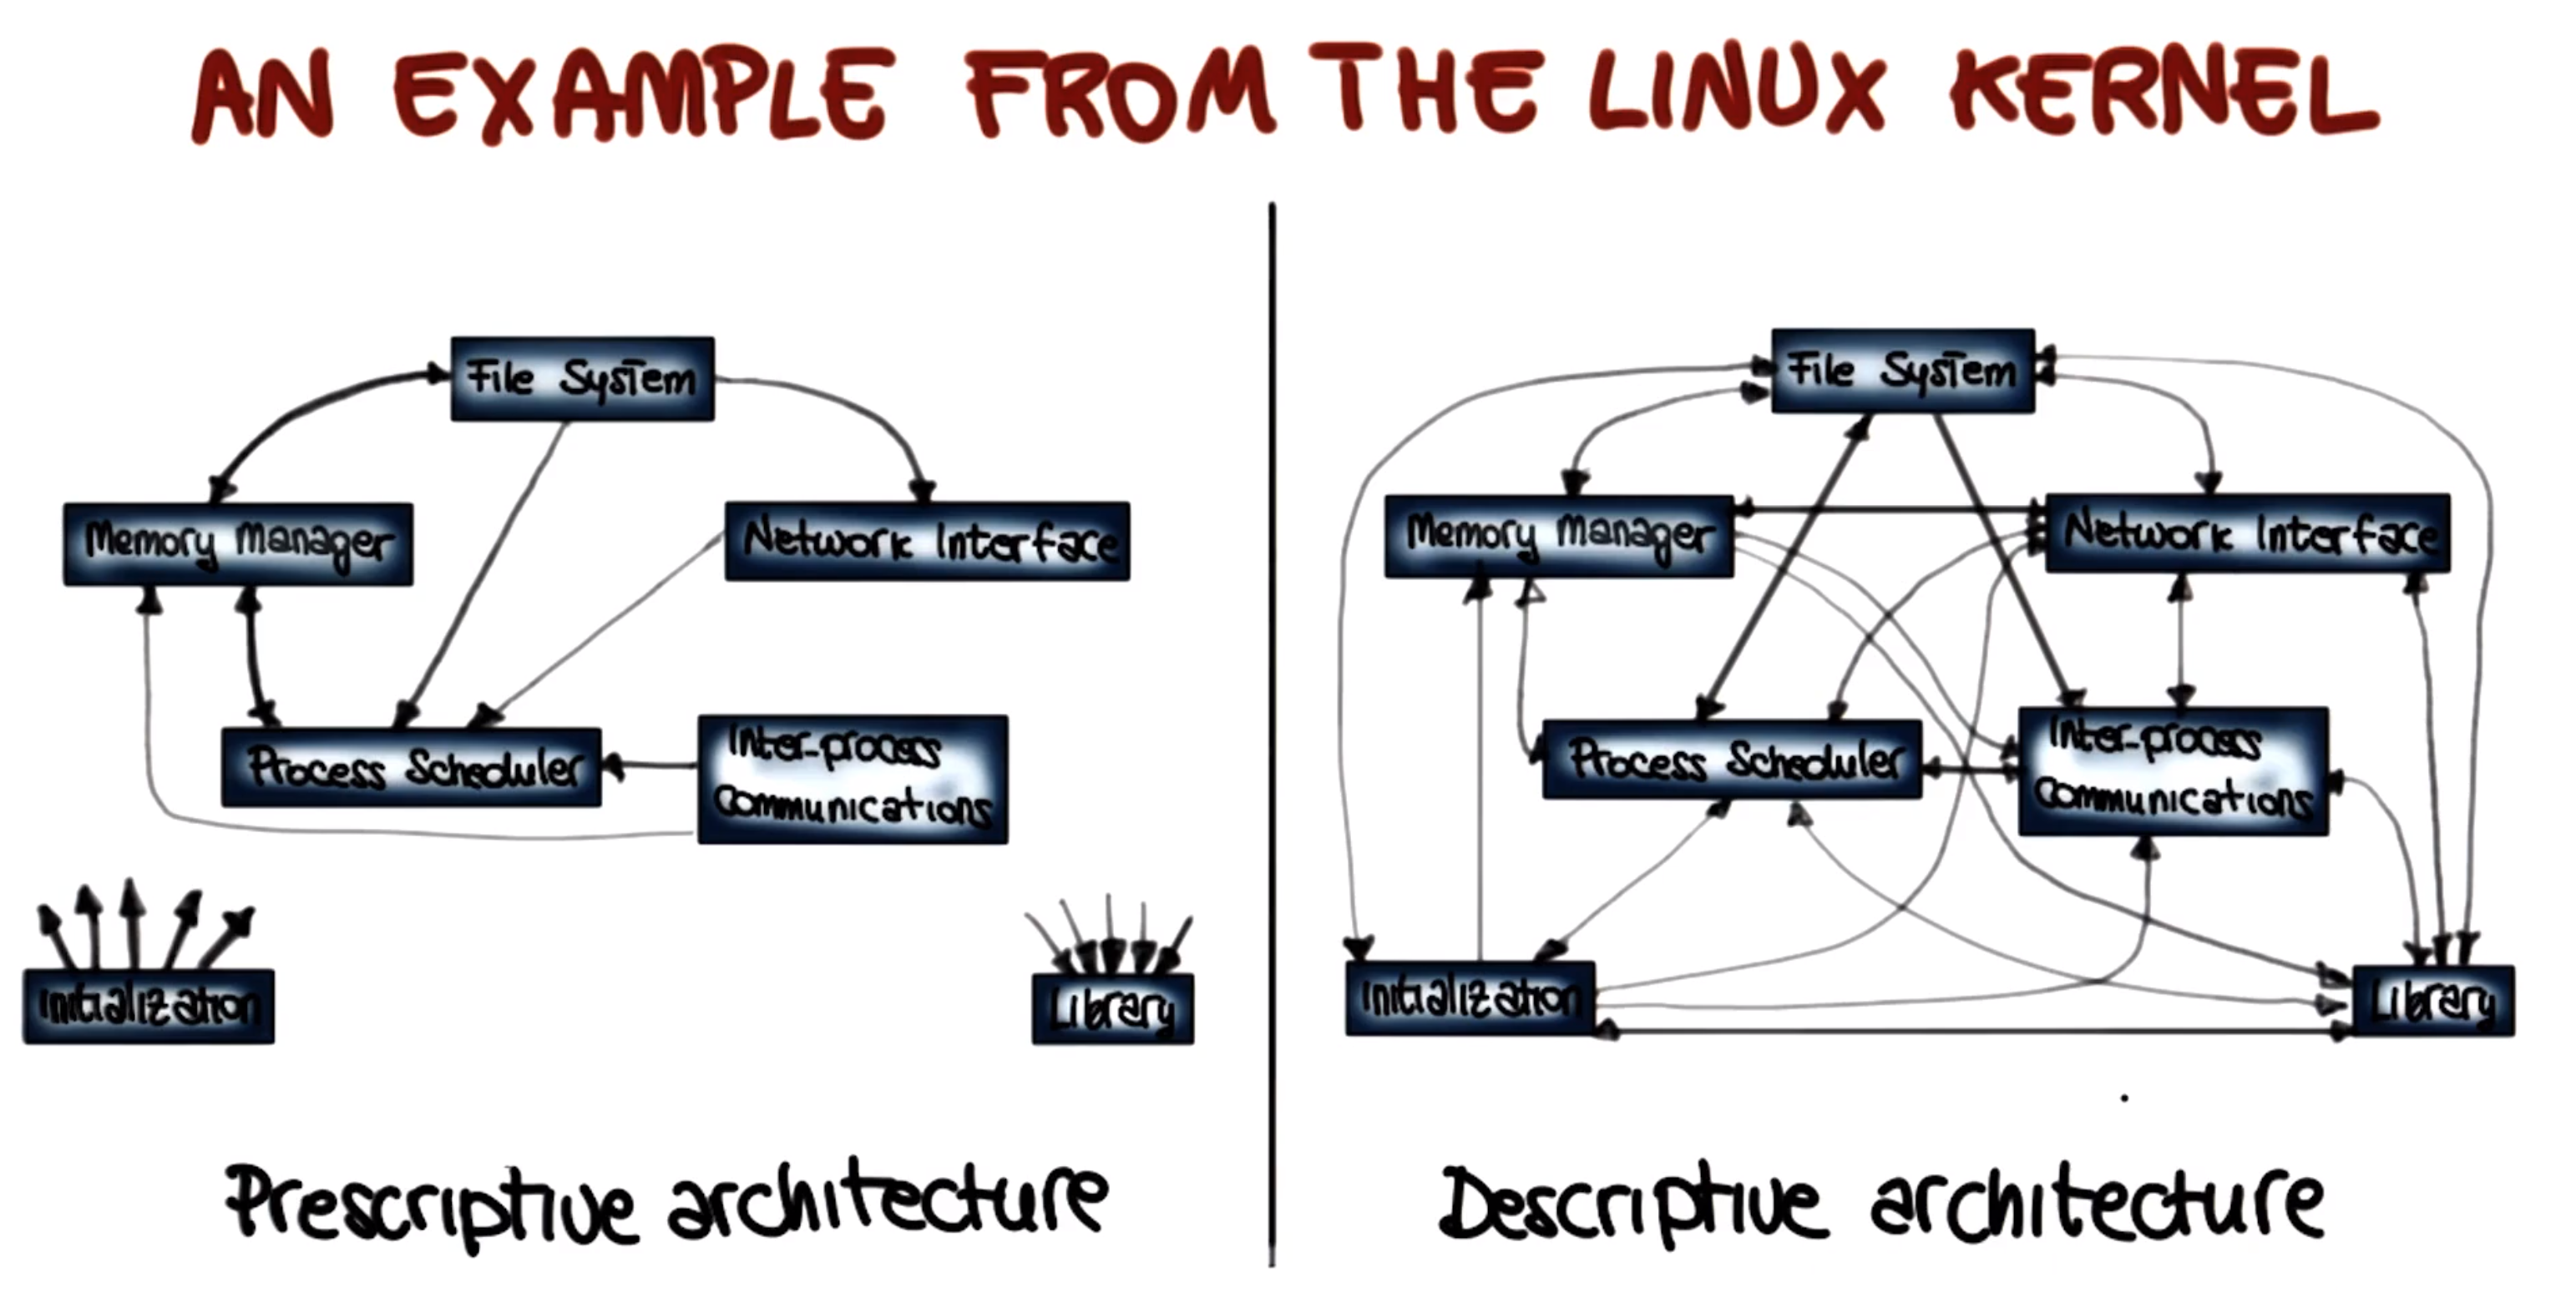 AN EXAMPLE FROM THE LINUX KERNEL
File System
Memory Manager
Network Interface
Process Scheduler
Inter-process
Communications
Initialization
Library
Prescriptive architecture
File System
Memory Manager
Network Interface
Process Scheduler
Inter-process
Communications
Initialization
Library
Descriptive architecture